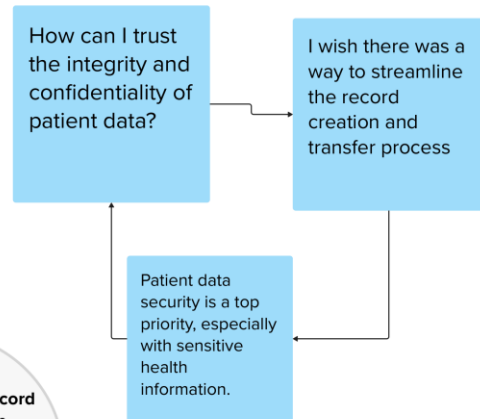 How can I trust
the integrity and
confidentiality of
patient data?
I wish there was a
way to streamline
the record
creation and
transfer process
Patient data
security is a top
priority, especially
with sensitive
health
information.